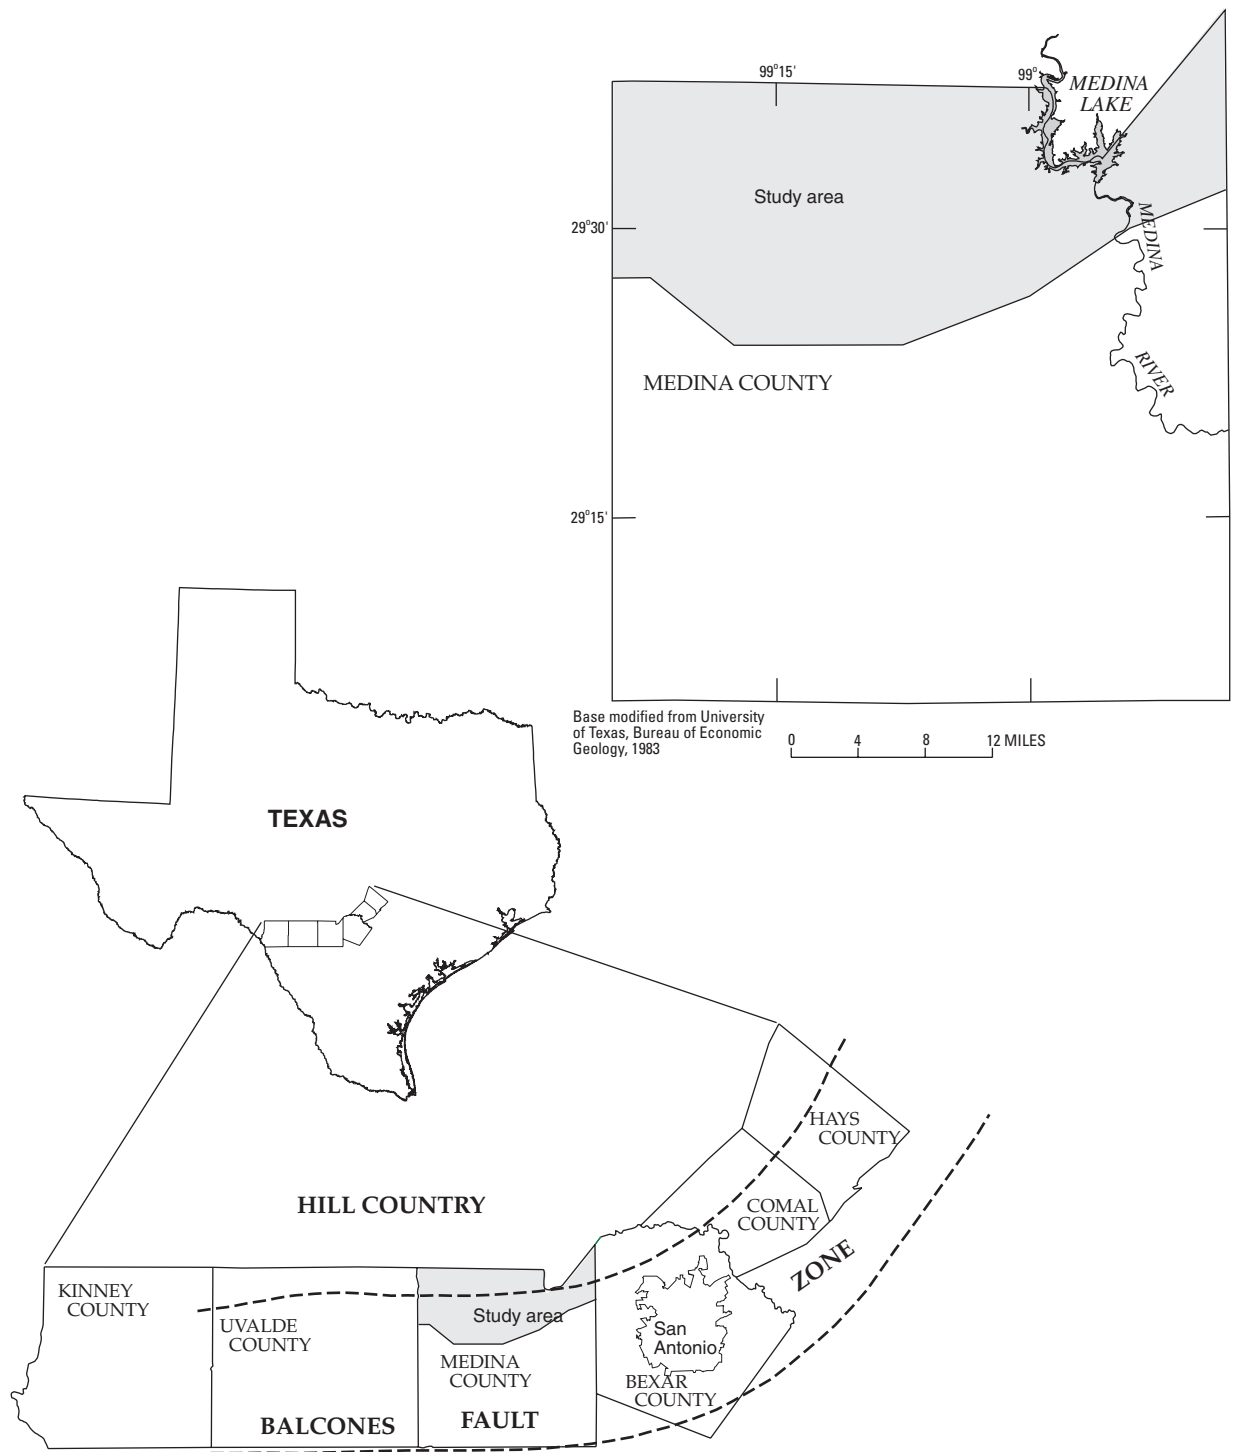 99°15'
99°
MEDINA
LAKE
Study area
29°30'
MEDINA
RIVER
MEDINA COUNTY
29°15'
Base modified from University
of Texas, Bureau of Economic
Geology, 1983
0 4 8 12 MILES
TEXAS
HILL COUNTRY
HAYS
COUNTY
COMAL
COUNTY
ZONE
KINNEY
COUNTY
UVALDE
COUNTY
Study area
San
Antonio
MEDINA
COUNTY
BEXAR
COUNTY
BALCONES
FAULT